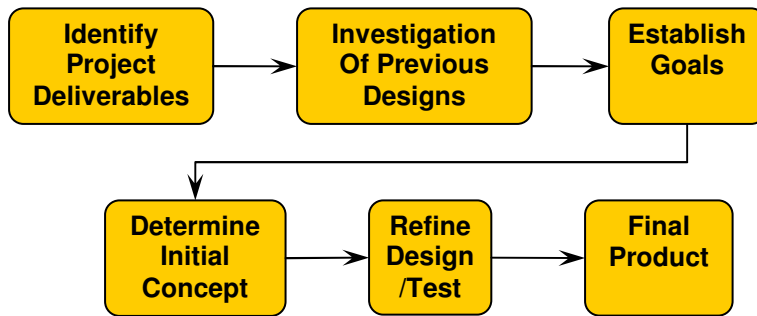 Identify
Project
Deliverables
Investigation
Of Previous
Designs
Establish
Goals
Determine
Initial
Concept
Refine
Design
/Test
Final
Product